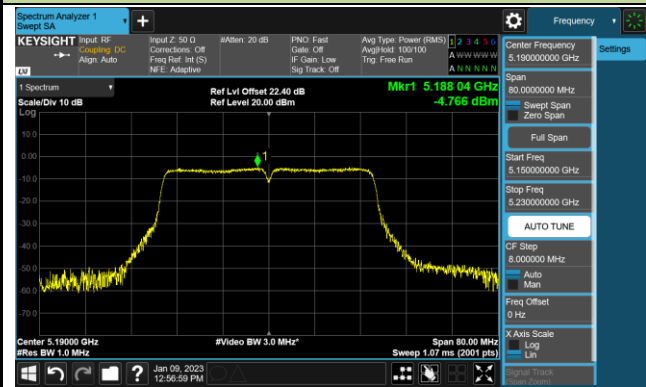 Spectrum Analyzer 1
Swept SA
Frequency
KEYSIGHT
Input: RF
Coupling: DC
Align: Auto
Input Z: 50 Ω
Corrections: Off
Freq Ref: Int (S)
NFE: Adaptive
#Atten: 20 dB
PNO: Fast
Gate: Off
IF Gain: Low
Sig Track: Off
Avg Type: Power (RMS)
Avg|Hold: 100/100
Trig: Free Run
1 2 3 4 5 6
A W W W W W
A N N N N N
LXI
1 Spectrum
Scale/Div 10 dB
Log
Ref Lvl Offset 22.40 dB
Ref Level 20.00 dBm
Mkr1 5.188 04 GHz
-4.766 dBm
10.0
0.00
-10.0
-20.0
-30.0
-40.0
-50.0
-60.0
-70.0
1
Center 5.19000 GHz
#Res BW 1.0 MHz
#Video BW 3.0 MHz*
Span 80.00 MHz
Sweep 1.07 ms (2001 pts)
Jan 09, 2023
12:56:59 PM
Center Frequency
5.190000000 GHz
Settings
Span
80.0000000 MHz
Swept Span
Zero Span
Full Span
Start Freq
5.150000000 GHz
Stop Freq
5.230000000 GHz
AUTO TUNE
CF Step
8.000000 MHz
Auto
Man
Freq Offset
0 Hz
X Axis Scale
Log
Lin
Signal Track
(Span Zoom)